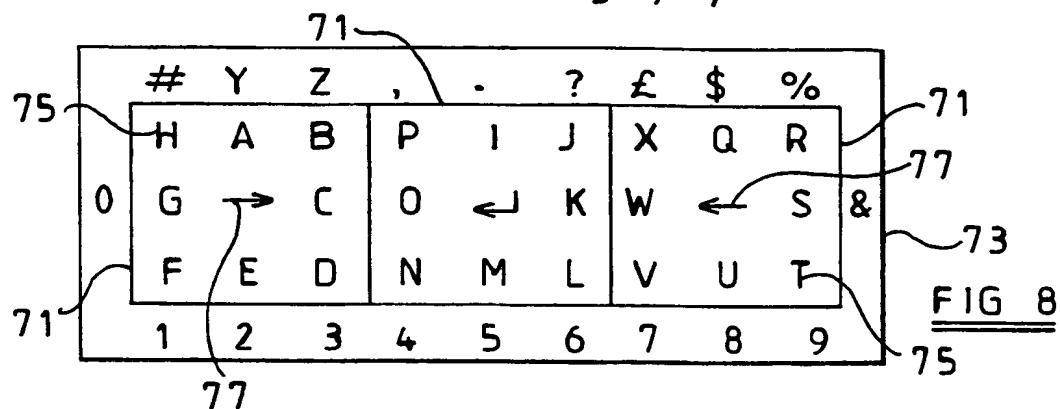 71
# Y Z , . ? £ $ %
75 H A B P I J X Q R 71
0 G → C O ↵ K W ← S & 77
73
F E D N M L V U T
71 FIG 8
1 2 3 4 5 6 7 8 9 75
77